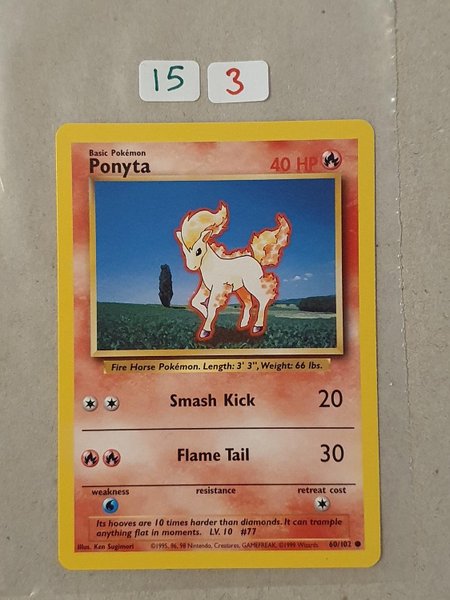 15 3
Basic Pokémon
Ponyta 40 HP
Fire Horse Pokémon. Length: 3' 3", Weight: 66 lbs.
Smash Kick 20
Flame Tail 30
weakness resistance retreat cost
Its hooves are 10 times harder than diamonds. It can trample
anything flat in moments. LV. 10 #77
Illus. Ken Sugimori ©1995, 96, 98 Nintendo, Creatures, GAMEFREAK. ©1999 Wizards. 60/102